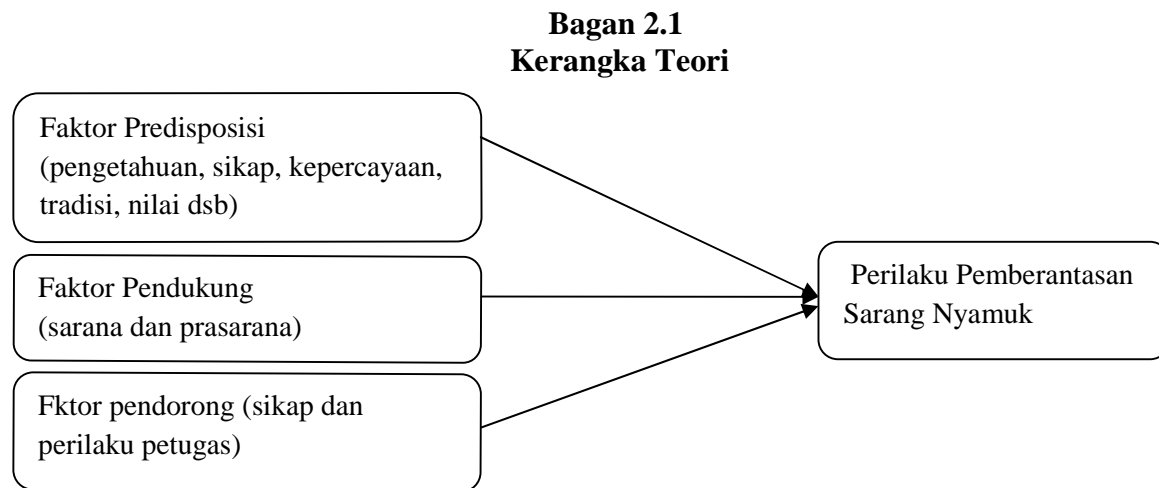 Bagan 2.1
Kerangka Teori
Faktor Predisposisi
(pengetahuan, sikap, kepercayaan,
tradisi, nilai dsb)
Faktor Pendukung
(sarana dan prasarana)
Fktor pendorong (sikap dan
perilaku petugas)
Perilaku Pemberantasan
Sarang Nyamuk